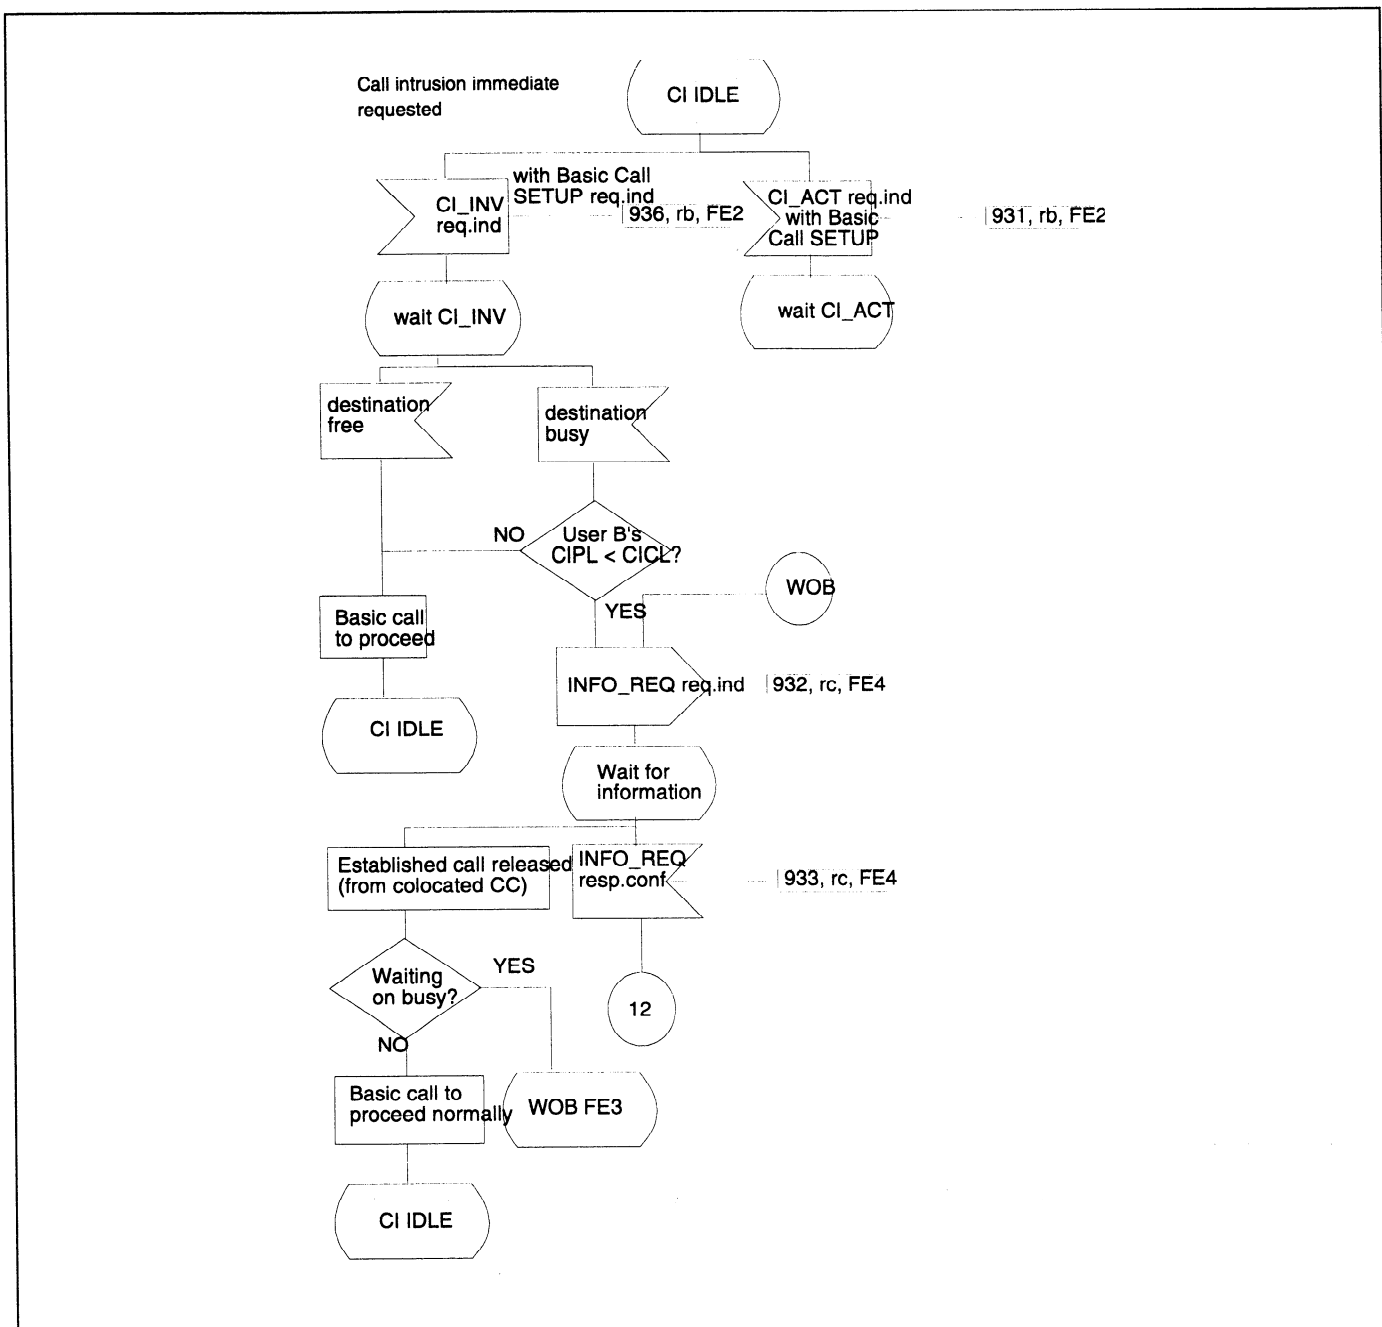 Call intrusion immediate
requested
CI IDLE
with Basic Call
SETUP req.ind
CI_INV
req.ind
936, rb, FE2
CI_ACT req.ind
with Basic
Call SETUP
931, rb, FE2
wait CI_INV
wait CI_ACT
destination
free
destination
busy
NO
User B's
CIPL < CICL?
WOB
YES
Basic call
to proceed
INFO_REQ req.ind
932, rc, FE4
CI IDLE
Wait for
information
Established call released
(from colocated CC)
INFO_REQ
resp.conf
933, rc, FE4
Waiting
on busy?
YES
12
NO
Basic call to
proceed normally
WOB FE3
CI IDLE